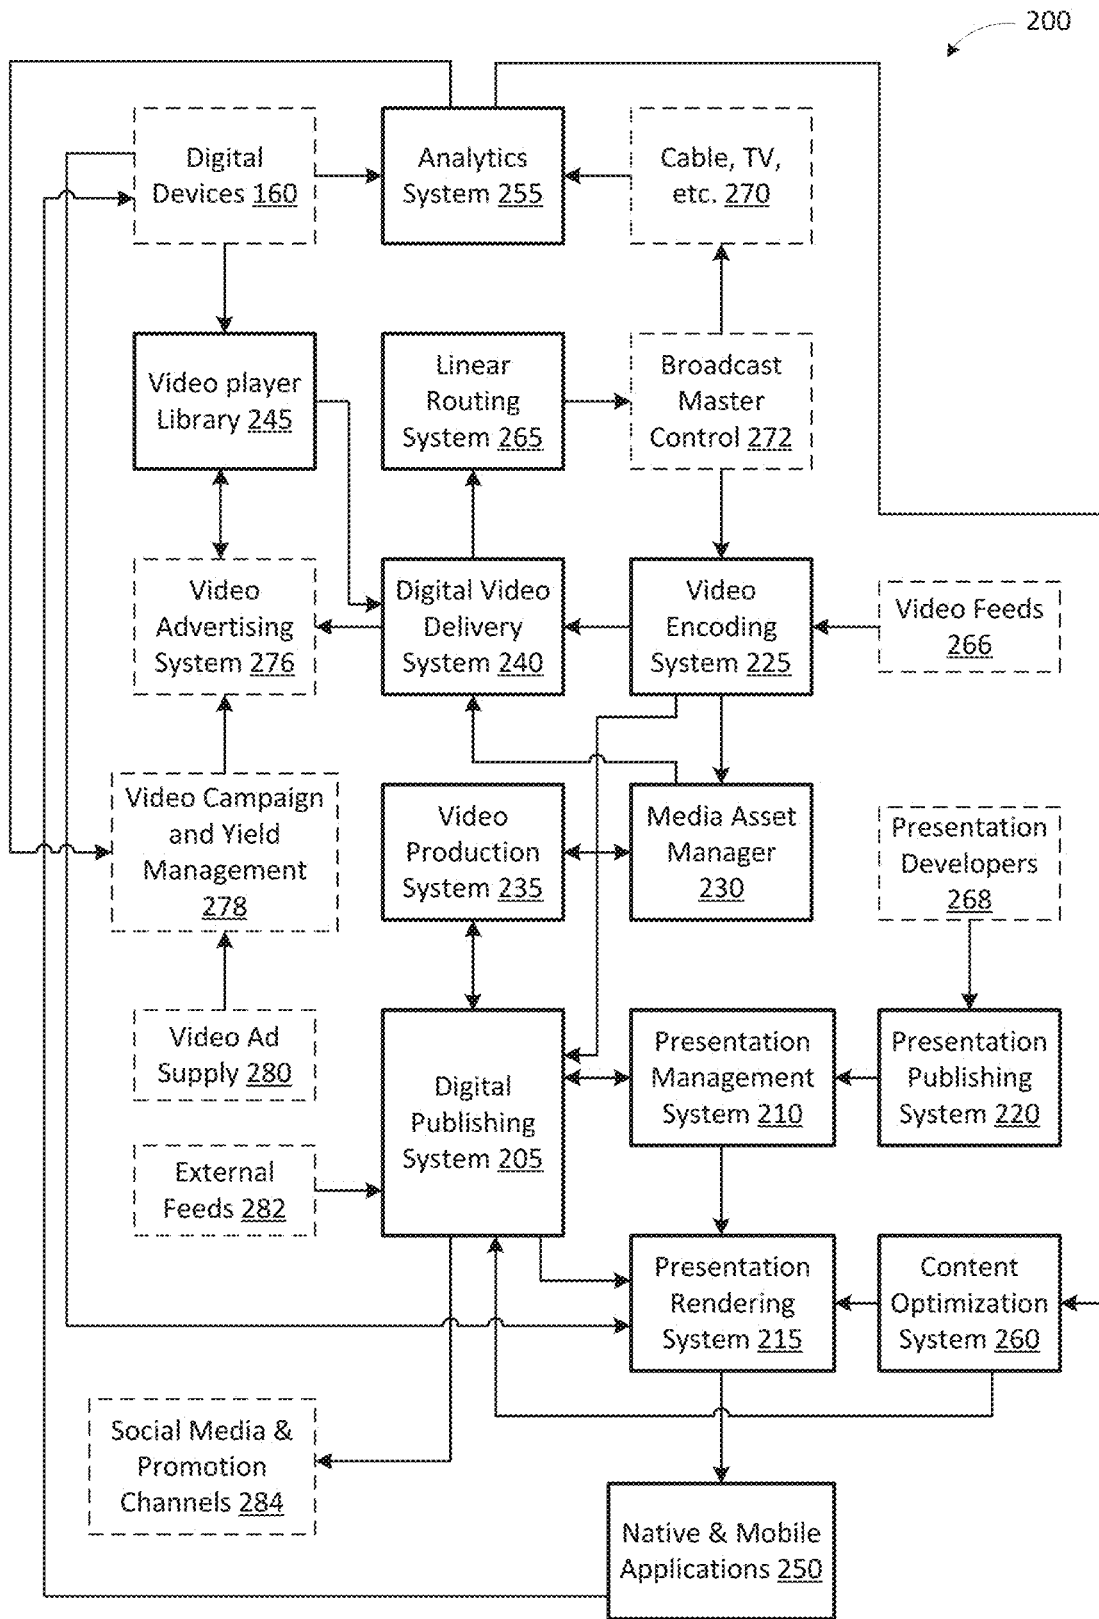 200
Digital
Devices 160
Analytics
System 255
Cable, TV,
etc. 270
Video player
Library 245
Linear
Routing
System 265
Broadcast
Master
Control 272
Video
Advertising
System 276
Digital Video
Delivery
System 240
Video
Encoding
System 225
Video Feeds
266
Video Campaign
and Yield
Management
278
Video
Production
System 235
Media Asset
Manager
230
Presentation
Developers
268
Video Ad
Supply 280
Digital
Publishing
System 205
Presentation
Management
System 210
Presentation
Publishing
System 220
External
Feeds 282
Presentation
Rendering
System 215
Content
Optimization
System 260
Social Media &
Promotion
Channels 284
Native & Mobile
Applications 250